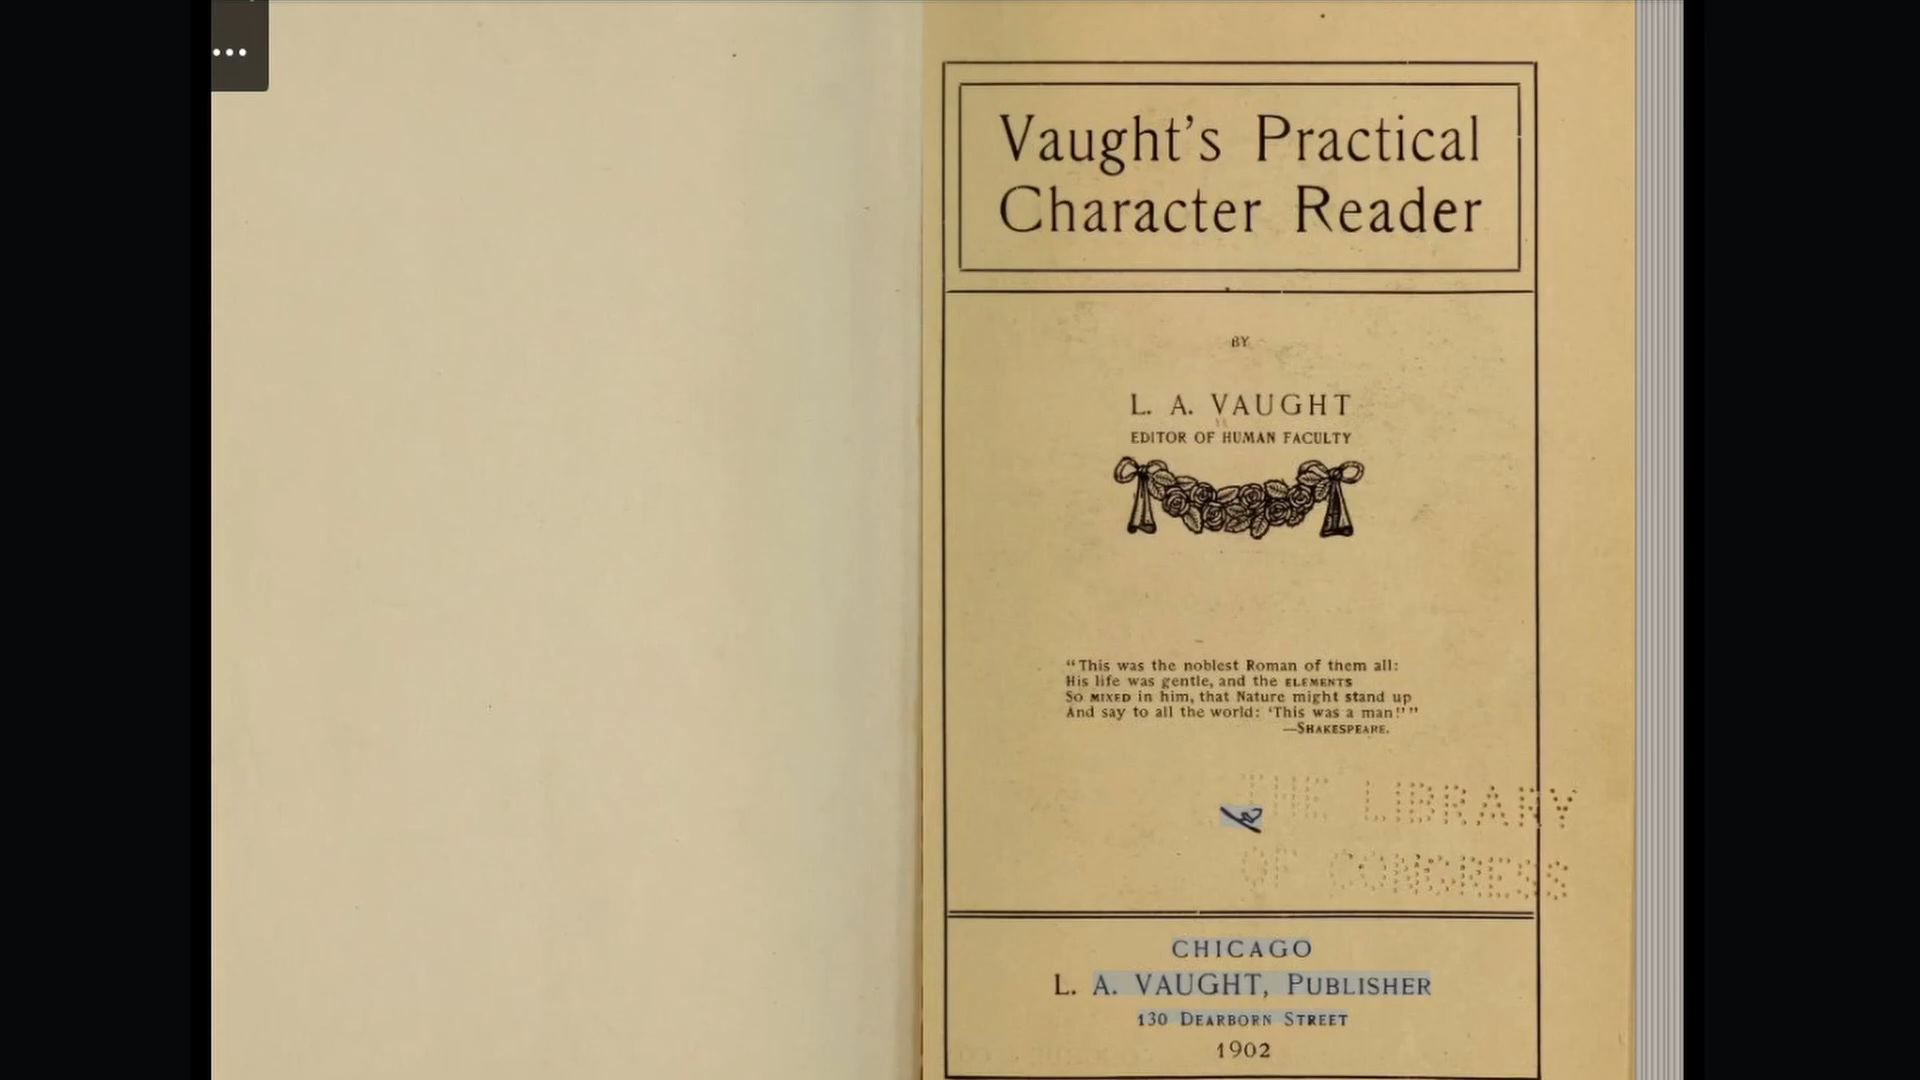 Vaught's Practical
Character Reader
BY
L. A. VAUGHT
EDITOR OF HUMAN FACULTY
"This was the noblest Roman of them all:
His life was gentle, and the ELEMENTS
SO MIXED in him, that Nature might stand up
And say to all the world: 'This was a man!'"
—SHAKESPEARE.
THE LIBRARY
OF CONGRESS
CHICAGO
L. A. VAUGHT, PUBLISHER
130 DEARBORN STREET
1902